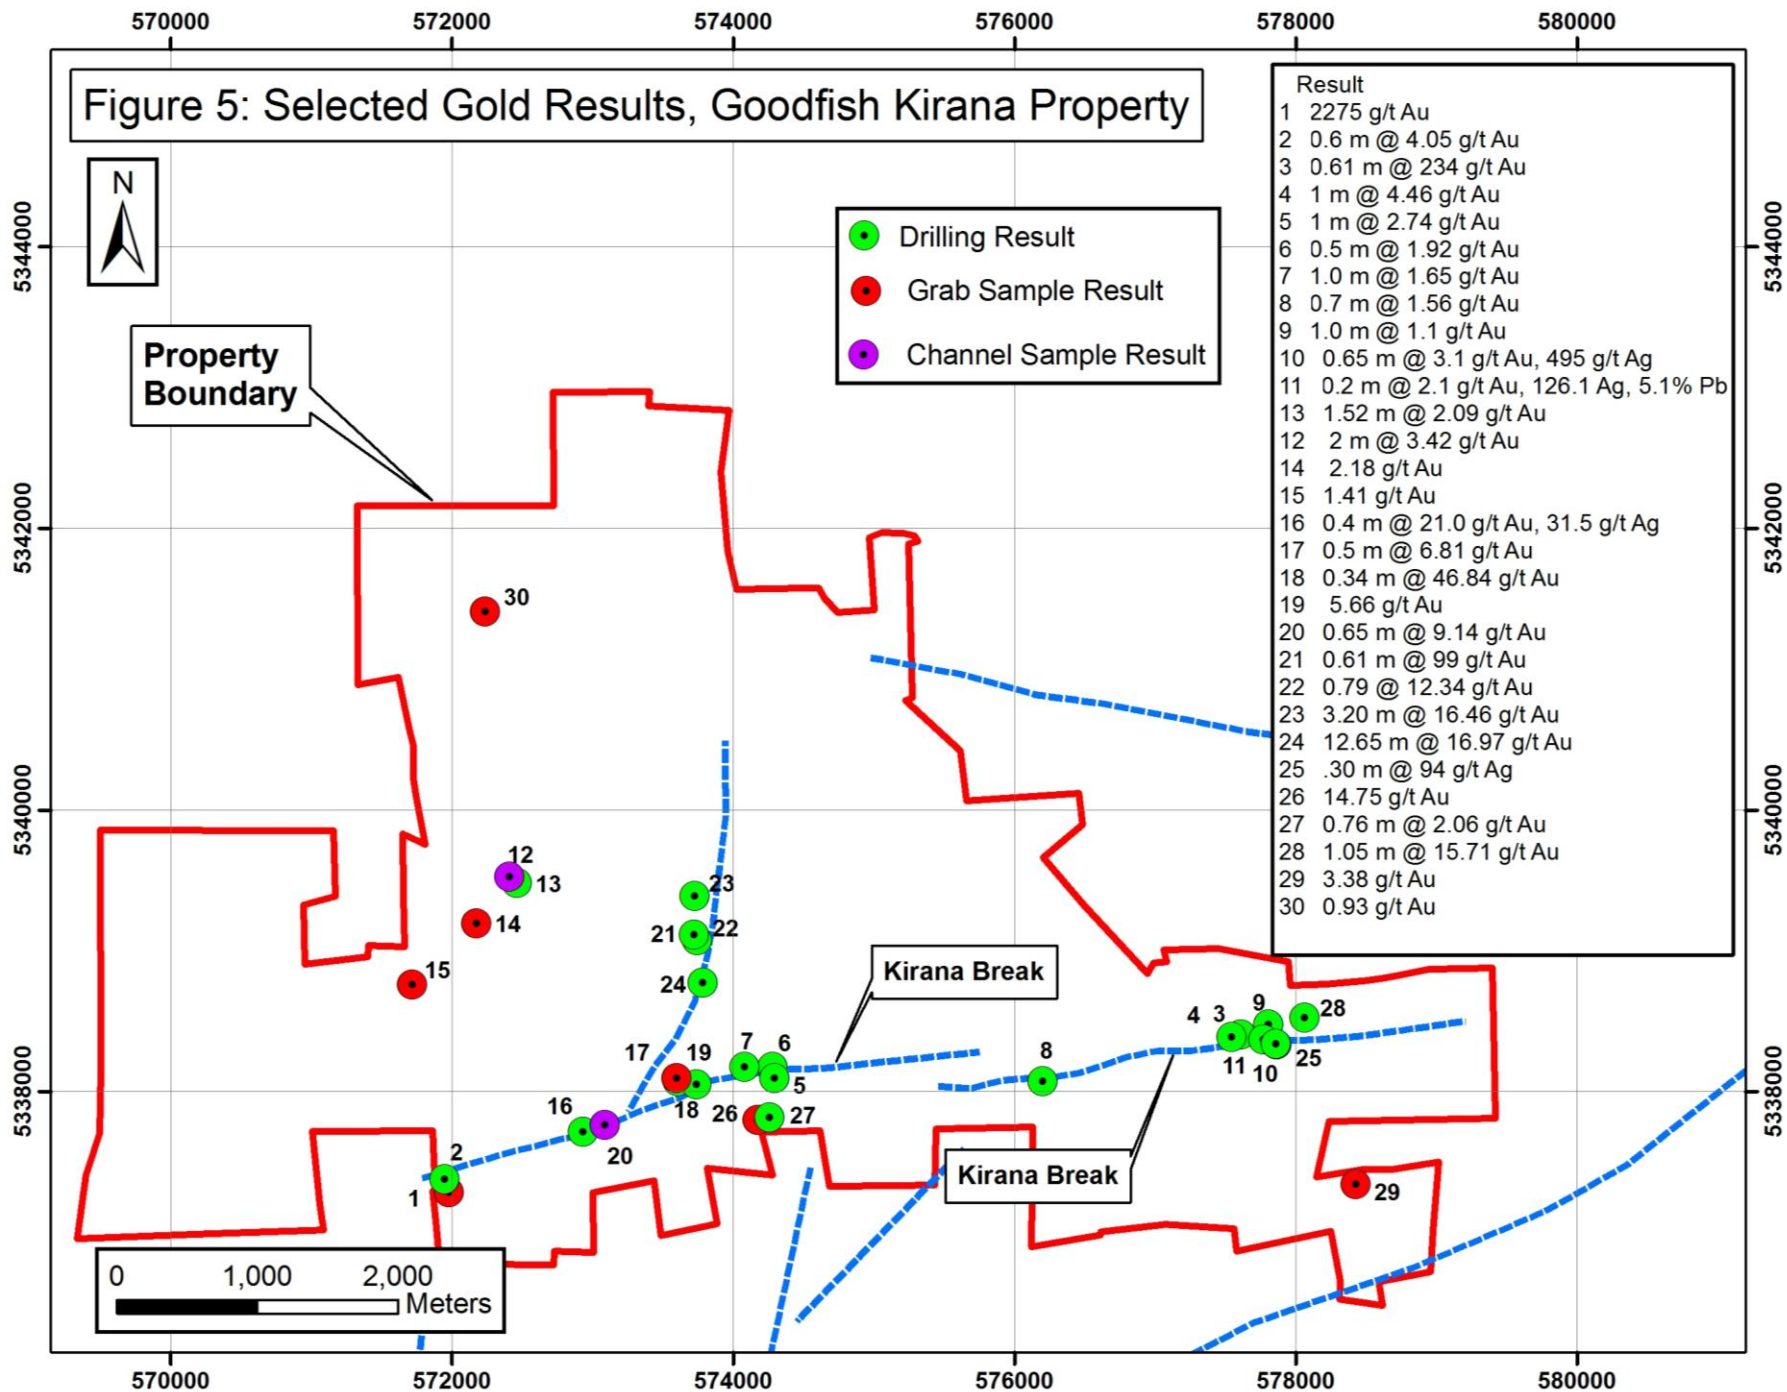 570000 572000 574000 576000 578000 580000
Figure 5: Selected Gold Results, Goodfish Kirana Property
N
5344000
5342000
5340000
5338000
Property
Boundary
Drilling Result
Grab Sample Result
Channel Sample Result
Result
1 2275 g/t Au
2 0.6 m @ 4.05 g/t Au
3 0.61 m @ 234 g/t Au
4 1 m @ 4.46 g/t Au
5 1 m @ 2.74 g/t Au
6 0.5 m @ 1.92 g/t Au
7 1.0 m @ 1.65 g/t Au
8 0.7 m @ 1.56 g/t Au
9 1.0 m @ 1.1 g/t Au
10 0.65 m @ 3.1 g/t Au, 495 g/t Ag
11 0.2 m @ 2.1 g/t Au, 126.1 Ag, 5.1% Pb
13 1.52 m @ 2.09 g/t Au
12 2 m @ 3.42 g/t Au
14 2.18 g/t Au
15 1.41 g/t Au
16 0.4 m @ 21.0 g/t Au, 31.5 g/t Ag
17 0.5 m @ 6.81 g/t Au
18 0.34 m @ 46.84 g/t Au
19 5.66 g/t Au
20 0.65 m @ 9.14 g/t Au
21 0.61 m @ 99 g/t Au
22 0.79 @ 12.34 g/t Au
23 3.20 m @ 16.46 g/t Au
24 12.65 m @ 16.97 g/t Au
25 .30 m @ 94 g/t Ag
26 14.75 g/t Au
27 0.76 m @ 2.06 g/t Au
28 1.05 m @ 15.71 g/t Au
29 3.38 g/t Au
30 0.93 g/t Au
5344000
5342000
5340000
5338000
30
12
13
14
15
23
21
22
24
Kirana Break
17
19
7
6
5
18
26
27
16
20
2
1
8
4
3
9
28
11
10
25
Kirana Break
29
0 1,000 2,000
Meters
570000 572000 574000 576000 578000 580000